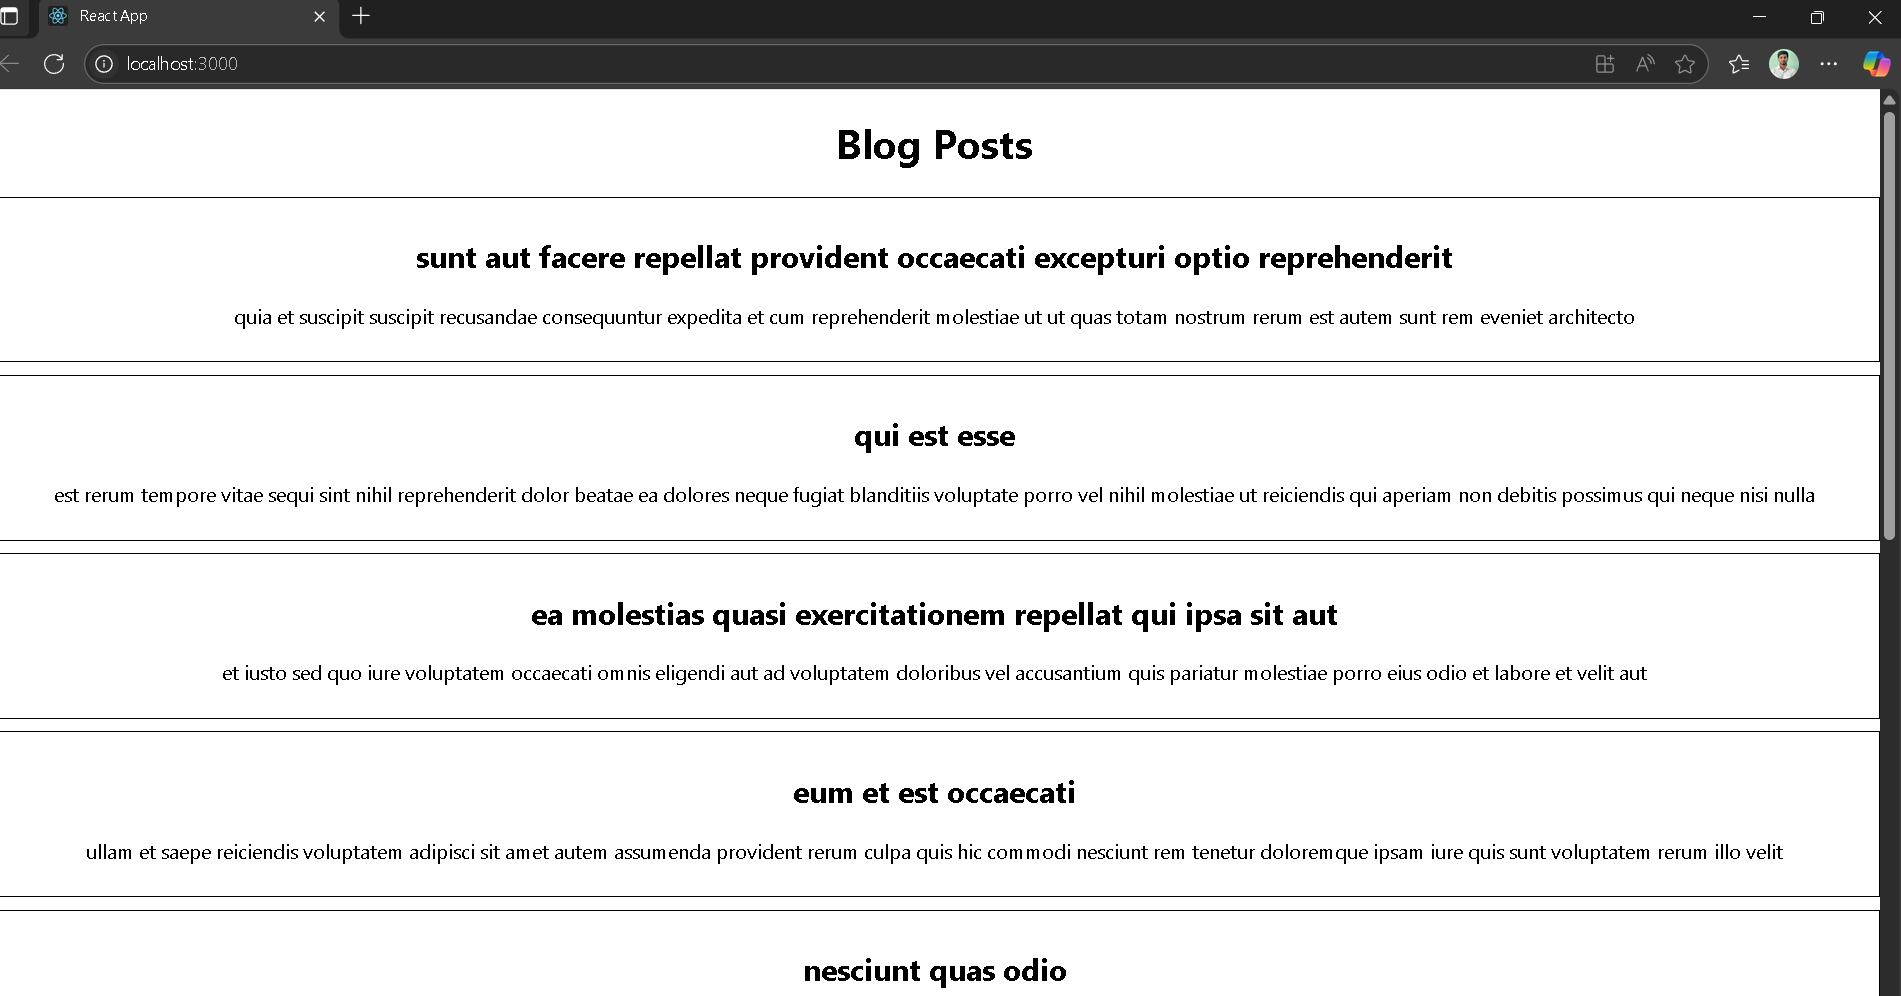 React App
localhost:3000
Blog Posts
sunt aut facere repellat provident occaecati excepturi optio reprehenderit
quia et suscipit suscipit recusandae consequuntur expedita et cum reprehenderit molestiae ut ut quas totam nostrum rerum est autem sunt rem eveniet architecto
qui est esse
est rerum tempore vitae sequi sint nihil reprehenderit dolor beatae ea dolores neque fugiat blanditiis voluptate porro vel nihil molestiae ut reiciendis qui aperiam non debitis possimus qui neque nisi nulla
ea molestias quasi exercitationem repellat qui ipsa sit aut
et iusto sed quo iure voluptatem occaecati omnis eligendi aut ad voluptatem doloribus vel accusantium quis pariatur molestiae porro eius odio et labore et velit aut
eum et est occaecati
ullam et saepe reiciendis voluptatem adipisci sit amet autem assumenda provident rerum culpa quis hic commodi nesciunt rem tenetur doloremque ipsam iure quis sunt voluptatem rerum illo velit
nesciunt quas odio